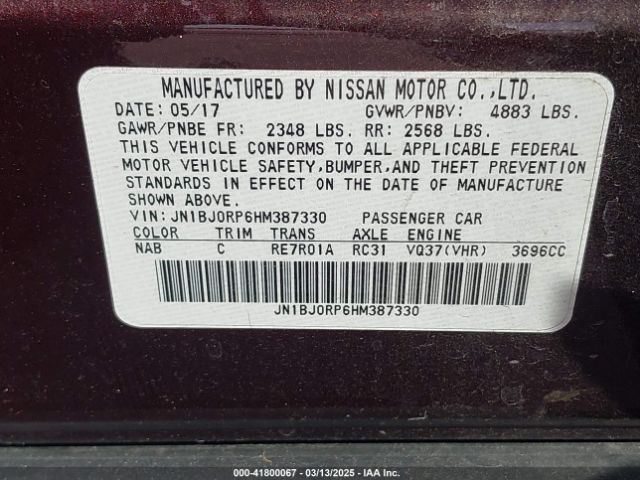 MANUFACTURED BY NISSAN MOTOR CO.,LTD.
DATE: 05/17 GVWR/PNBV: 4883 LBS.
GAWR/PNBE FR: 2348 LBS. RR: 2568 LBS.
THIS VEHICLE CONFORMS TO ALL APPLICABLE FEDERAL
MOTOR VEHICLE SAFETY,BUMPER,AND THEFT PREVENTION
STANDARDS IN EFFECT ON THE DATE OF MANUFACTURE
SHOWN ABOVE.
VIN: JN1BJ0RP6HM387330 PASSENGER CAR
COLOR TRIM TRANS AXLE ENGINE
NAB C RE7R01A RC31 VQ37(VHR) 3696CC
JN1BJ0RP6HM387330
000-41800067 - 03/13/2025 - IAA Inc.